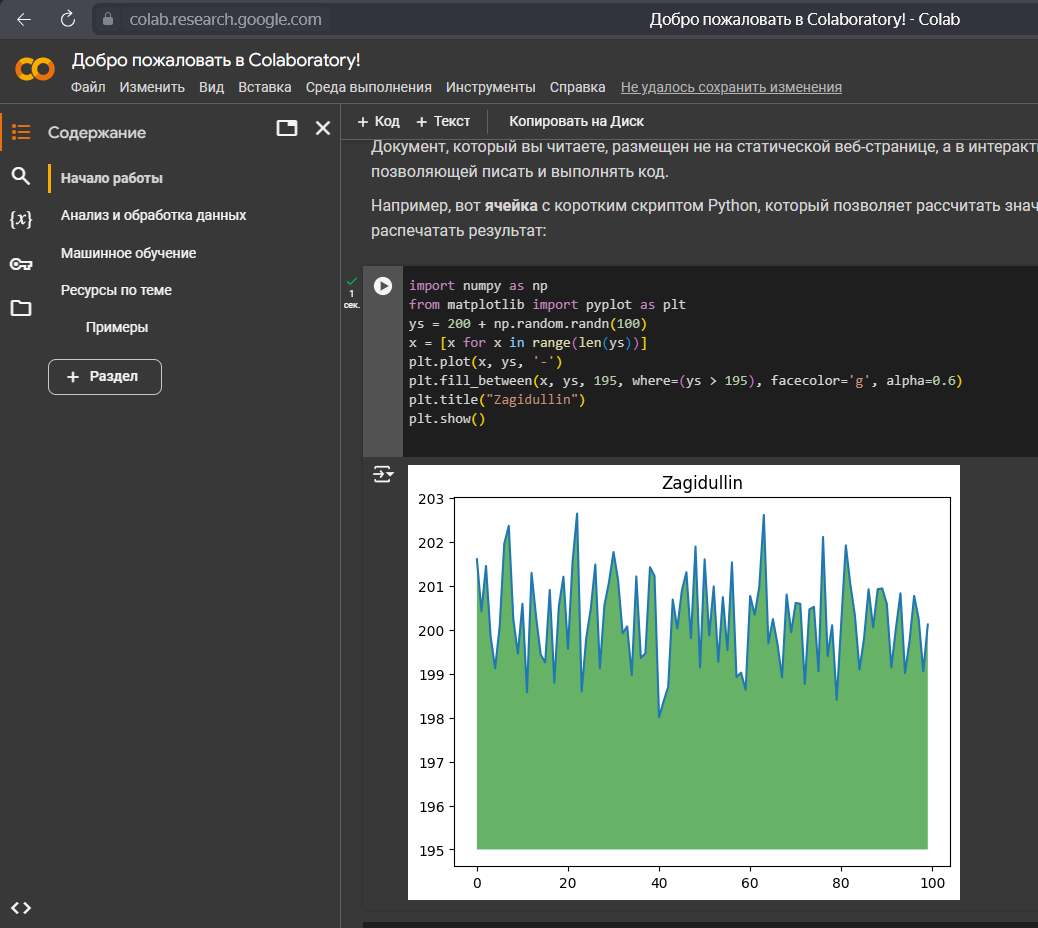 colab.research.google.com
Добро пожаловать в Colaboratory! - Colab
Добро пожаловать в Colaboratory!
Файл Изменить Вид Вставка Среда выполнения Инструменты Справка Не удалось сохранить изменения
Содержание
+ Код + Текст Копировать на Диск
Начало работы
Анализ и обработка данных
Машинное обучение
Ресурсы по теме
Примеры
+ Раздел
{x}
Документ, который вы читаете, размещен не на статической веб-странице, а в
позволяющей писать и выполнять код.
Например, вот ячейка с коротким скриптом Python, который позволяет рассчитать
распечатать результат:
1
сек.
import numpy as np
from matplotlib import pyplot as plt
ys = 200 + np.random.randn(100)
x = [x for x in range(len(ys))]
plt.plot(x, ys, '-')
plt.fill_between(x, ys, 195, where=(ys > 195), facecolor='g', alpha=0.6)
plt.title("Zagidullin")
plt.show()
Zagidullin
203
202
201
200
199
198
197
196
195
0 20 40 60 80 100